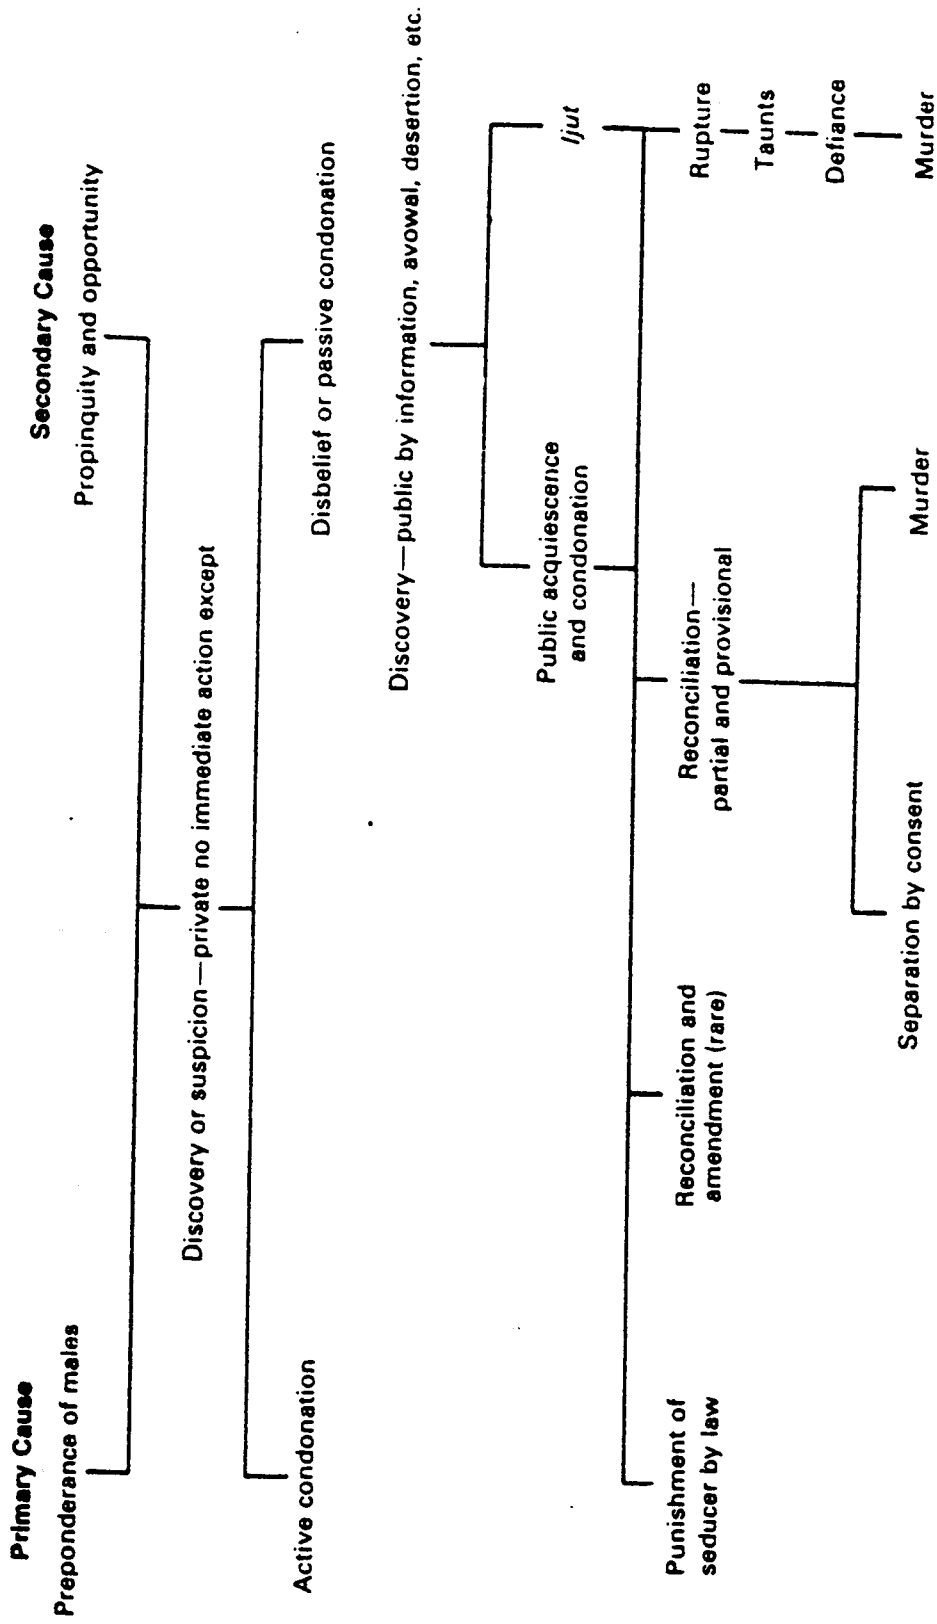 Primary Cause
Secondary Cause
Preponderance of males
Propinquity and opportunity
Discovery or suspicion—private no immediate action except
Active condonation
Disbelief or passive condonation
Discovery—public by information, avowal, desertion, etc.
Public acquiescence
and condonation
Ijut
Punishment of
seducer by law
Reconciliation and
amendment (rare)
Reconciliation—
partial and provisional
Rupture
Taunts
Defiance
Separation by consent
Murder
Murder